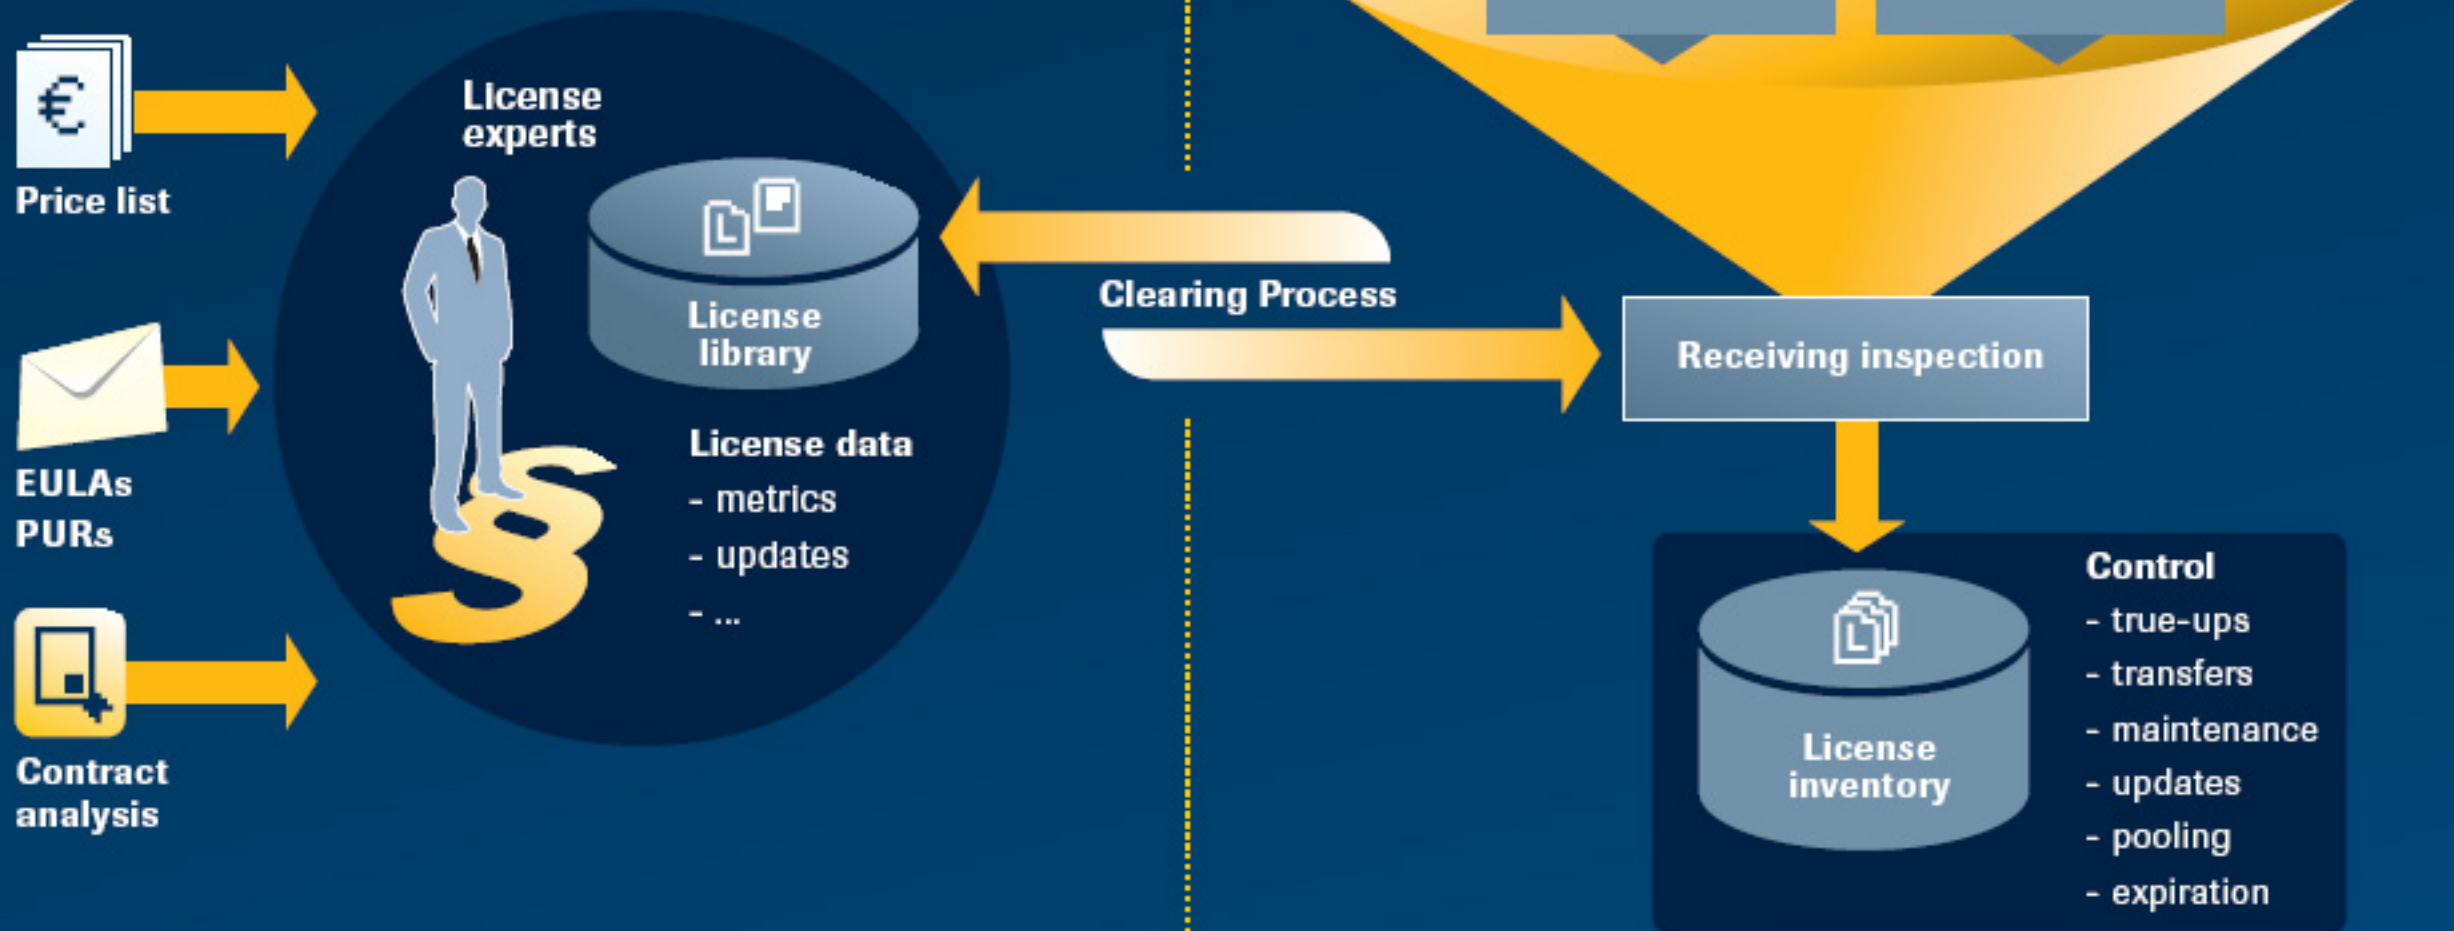 €
Price list
EULAs
PURs
Contract
analysis
License
experts
L
License
library
License data
- metrics
- updates
- ...
§
Clearing Process
Receiving inspection
L
License
inventory
Control
- true-ups
- transfers
- maintenance
- updates
- pooling
- expiration